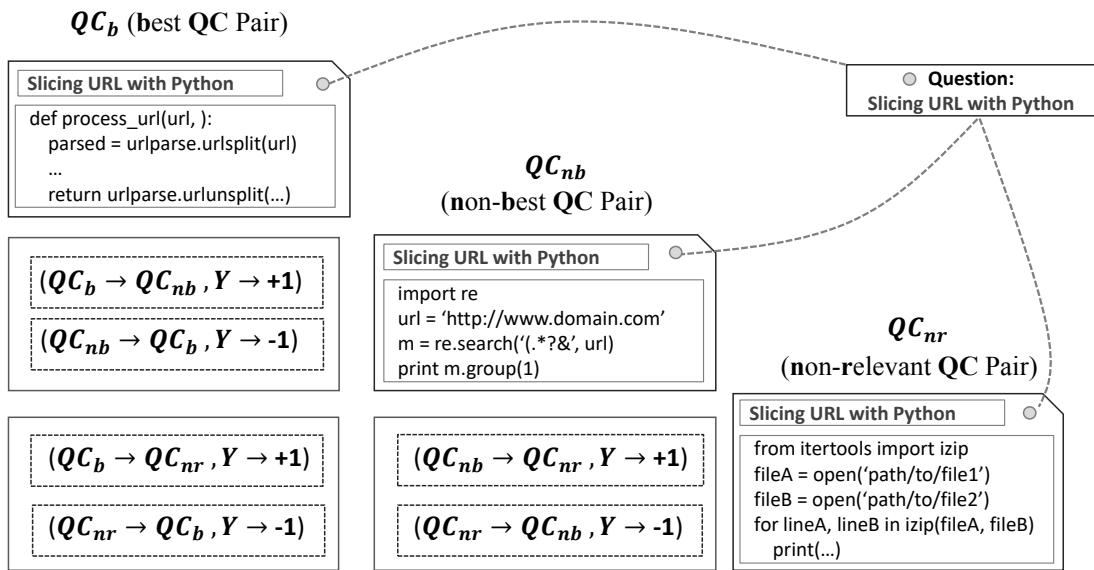 QC_b (best QC Pair)
Slicing URL with Python
def process_url(url, ):
parsed = urlparse.urlsplit(url)
...
return urlparse.urlunsplit(...)
Question:
Slicing URL with Python
QC_nb
(non-best QC Pair)
Slicing URL with Python
import re
url = ‘http://www.domain.com’
m = re.search(‘(.*?&’, url)
print m.group(1)
(QC_b → QC_nb , Y → +1)
(QC_nb → QC_b , Y → -1)
QC_nr
(non-relevant QC Pair)
Slicing URL with Python
from itertools import izip
fileA = open(‘path/to/file1’)
fileB = open(‘path/to/file2’)
for lineA, lineB in izip(fileA, fileB)
print(...)
(QC_b → QC_nr , Y → +1)
(QC_nr → QC_b , Y → -1)
(QC_nb → QC_nr , Y → +1)
(QC_nr → QC_nb , Y → -1)